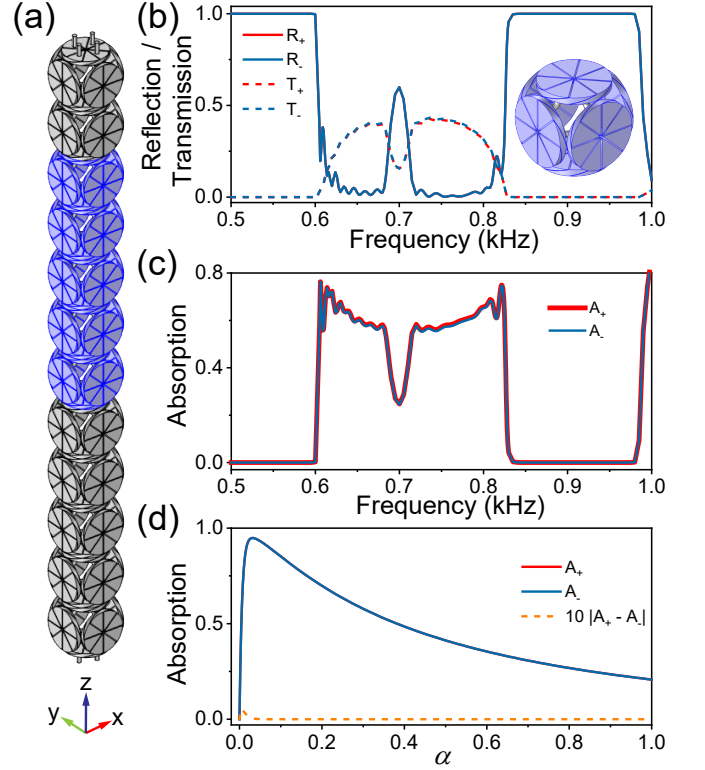 (a)
z
y
x
(b)
Reflection /
Transmission
1.0
0.5
0.0
R+
R-
T+
T-
0.5 0.6 0.7 0.8 0.9 1.0
Frequency (kHz)
(c)
Absorption
0.8
0.4
0.0
A+
A-
0.5 0.6 0.7 0.8 0.9 1.0
Frequency (kHz)
(d)
Absorption
1.0
0.5
0.0
A+
A-
10 |A+ - A-|
0.0 0.2 0.4 0.6 0.8 1.0
α